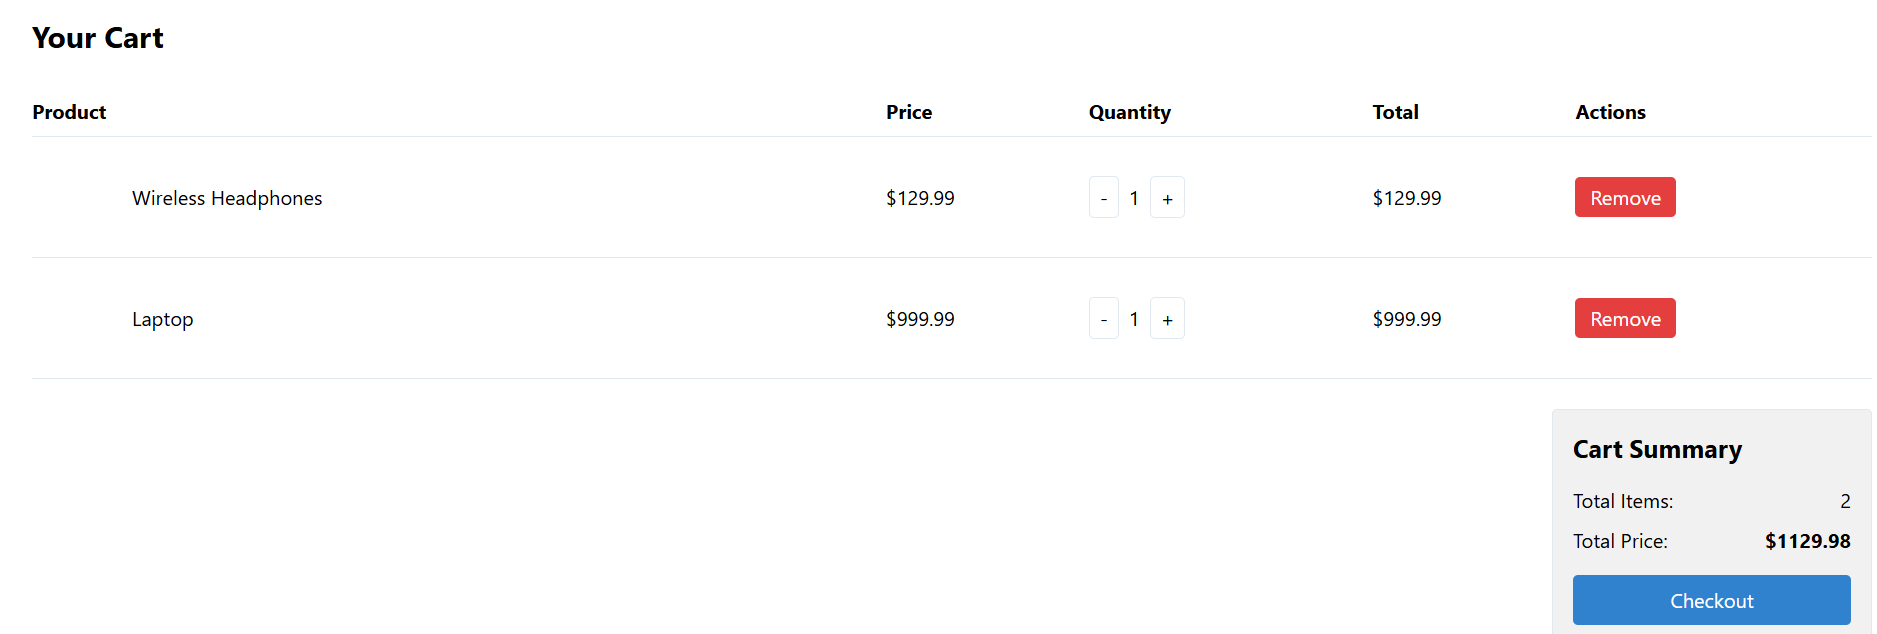 Your Cart
Product Price Quantity Total Actions
Wireless Headphones $129.99 - 1 + $129.99 Remove
Laptop $999.99 - 1 + $999.99 Remove
Cart Summary
Total Items: 2
Total Price: $1129.98
Checkout